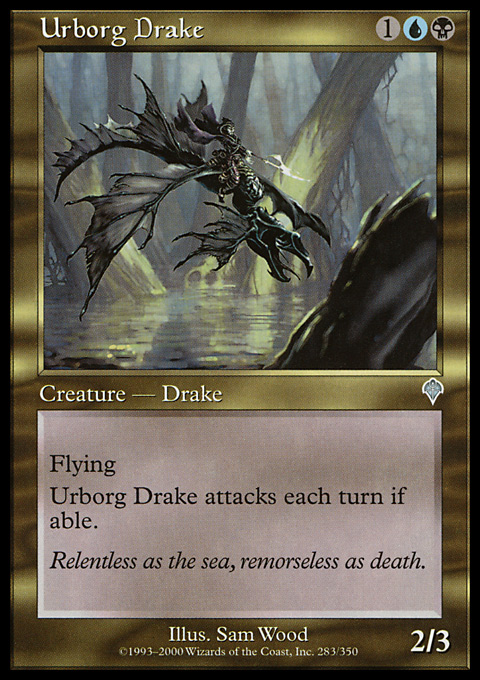 Urborg Drake 1
Creature — Drake
Flying
Urborg Drake attacks each turn if
able.
Relentless as the sea, remorseless as death.
Illus. Sam Wood
©1993–2000 Wizards of the Coast, Inc. 283/350
2/3